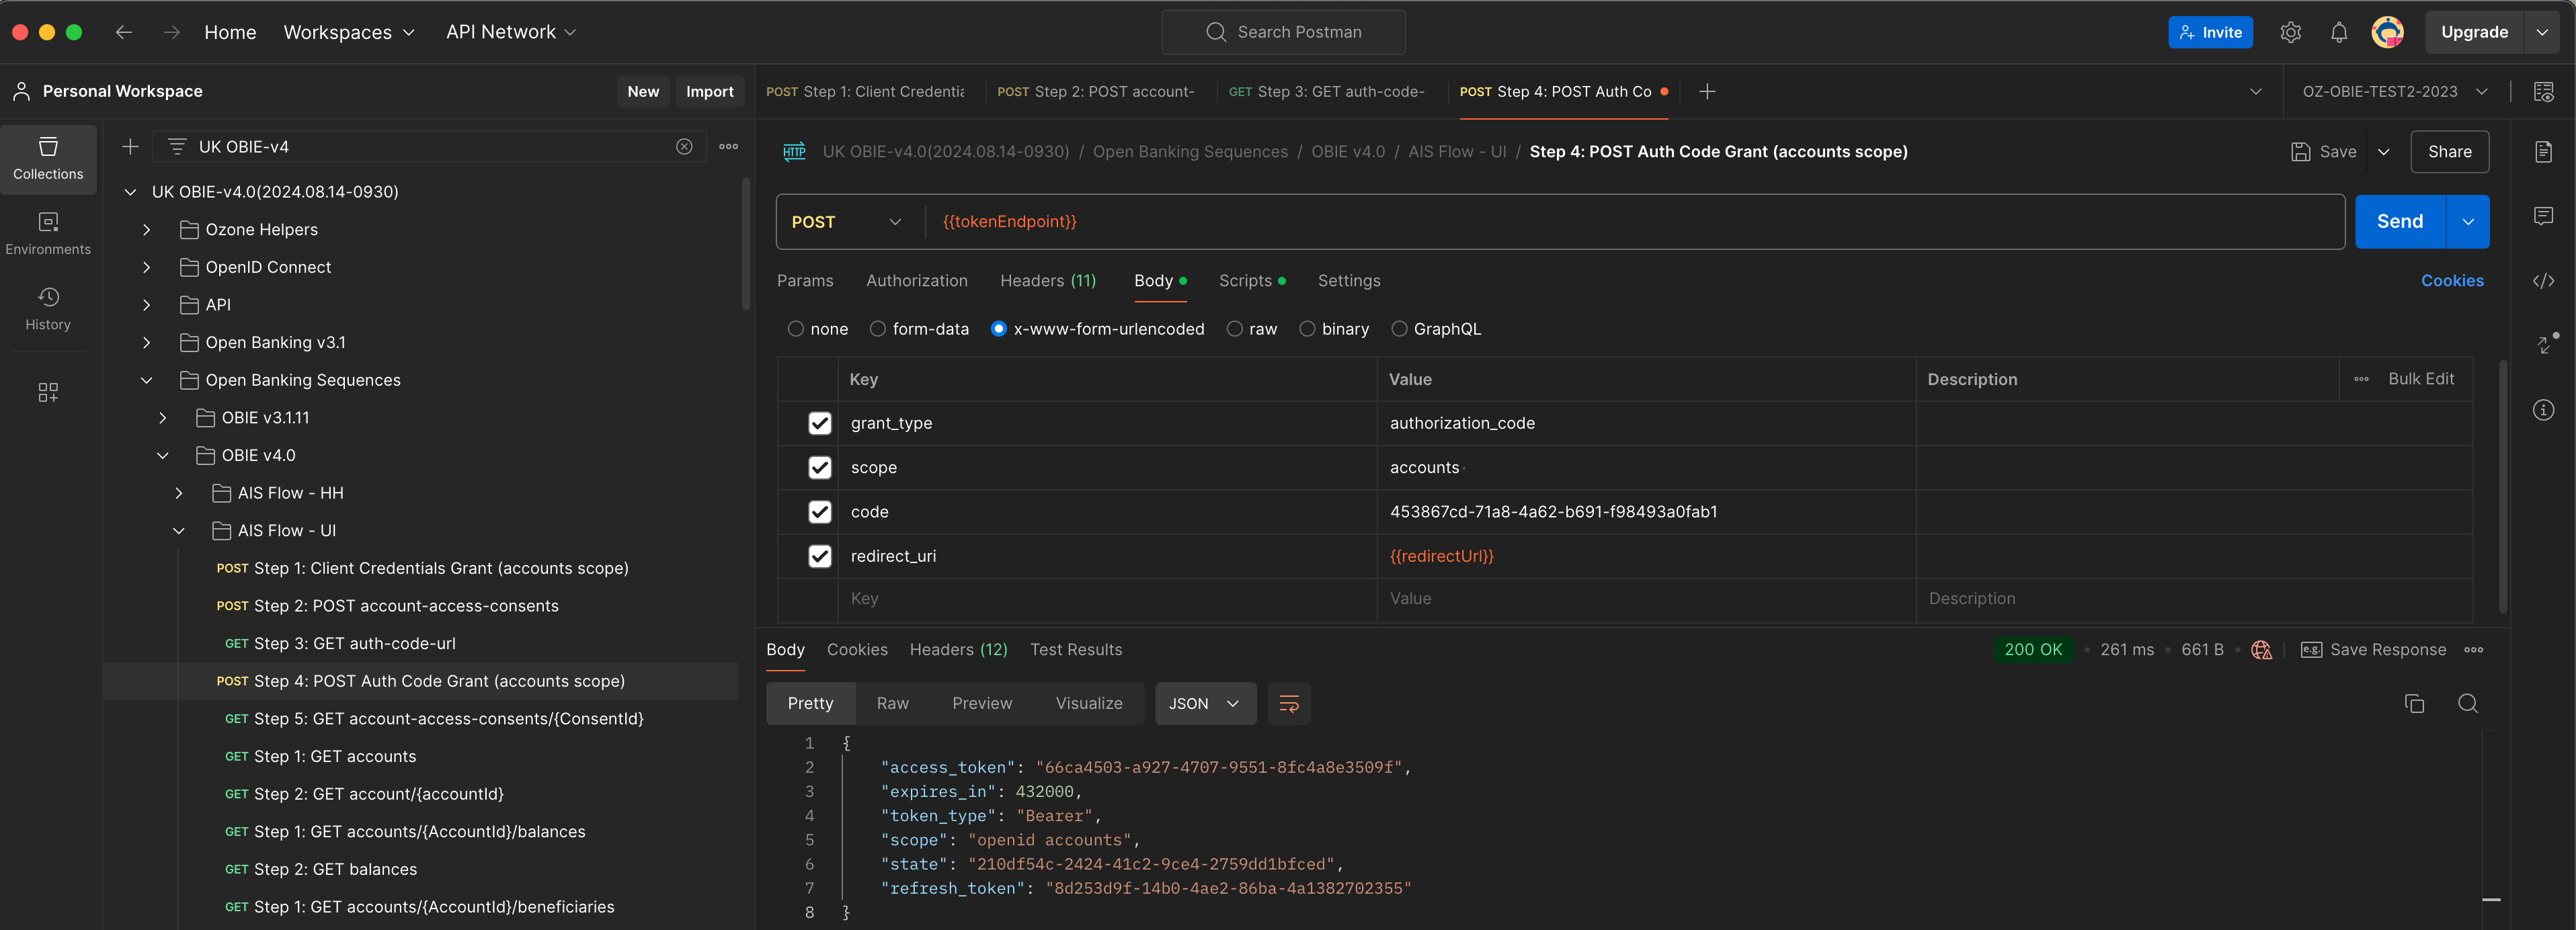 Home Workspaces API Network Search Postman Invite Upgrade
Personal Workspace New Import
POST Step 1: Client Credentia POST Step 2: POST account- GET Step 3: GET auth-code- POST Step 4: POST Auth Co OZ-OBIE-TEST2-2023
Collections
Environments
History
UK OBIE-v4
UK OBIE-v4.0(2024.08.14-0930)
Ozone Helpers
OpenID Connect
API
Open Banking v3.1
Open Banking Sequences
OBIE v3.1.11
OBIE v4.0
AIS Flow - HH
AIS Flow - UI
POST Step 1: Client Credentials Grant (accounts scope)
POST Step 2: POST account-access-consents
GET Step 3: GET auth-code-url
POST Step 4: POST Auth Code Grant (accounts scope)
GET Step 5: GET account-access-consents/{ConsentId}
GET Step 1: GET accounts
GET Step 2: GET account/{accountId}
GET Step 1: GET accounts/{AccountId}/balances
GET Step 2: GET balances
GET Step 1: GET accounts/{AccountId}/beneficiaries
HTTP UK OBIE-v4.0(2024.08.14-0930) / Open Banking Sequences / OBIE v4.0 / AIS Flow - UI / Step 4: POST Auth Code Grant (accounts scope) Save Share
POST {{tokenEndpoint}} Send
Params Authorization Headers (11) Body Scripts Settings Cookies
none form-data x-www-form-urlencoded raw binary GraphQL
Key Value Description Bulk Edit
grant_type authorization_code
scope accounts
code 453867cd-71a8-4a62-b691-f98493a0fab1
redirect_uri {{redirectUrl}}
Key Value Description
Body Cookies Headers (12) Test Results 200 OK 261 ms 661 B e.g. Save Response
Pretty Raw Preview Visualize JSON
1 {
2 "access_token": "66ca4503-a927-4707-9551-8fc4a8e3509f",
3 "expires_in": 432000,
4 "token_type": "Bearer",
5 "scope": "openid accounts",
6 "state": "210df54c-2424-41c2-9ce4-2759dd1bfced",
7 "refresh_token": "8d253d9f-14b0-4ae2-86ba-4a1382702355"
8 }